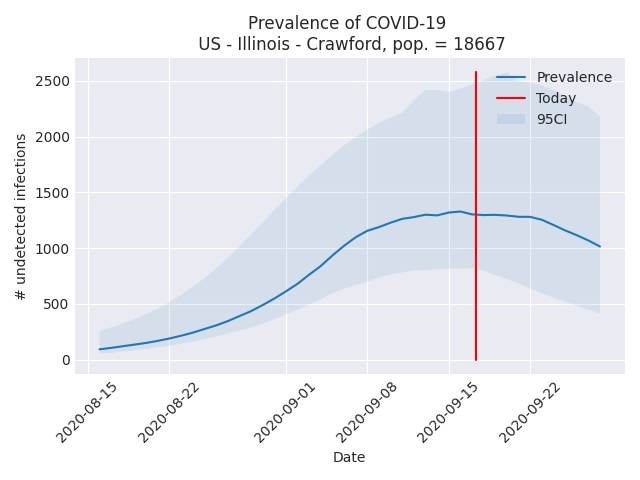 Prevalence of COVID-19
US - Illinois - Crawford, pop. = 18667
Prevalence
Today
95CI
# undetected infections
2500
2000
1500
1000
500
0
2020-08-15
2020-08-22
2020-09-01
2020-09-08
2020-09-15
2020-09-22
Date